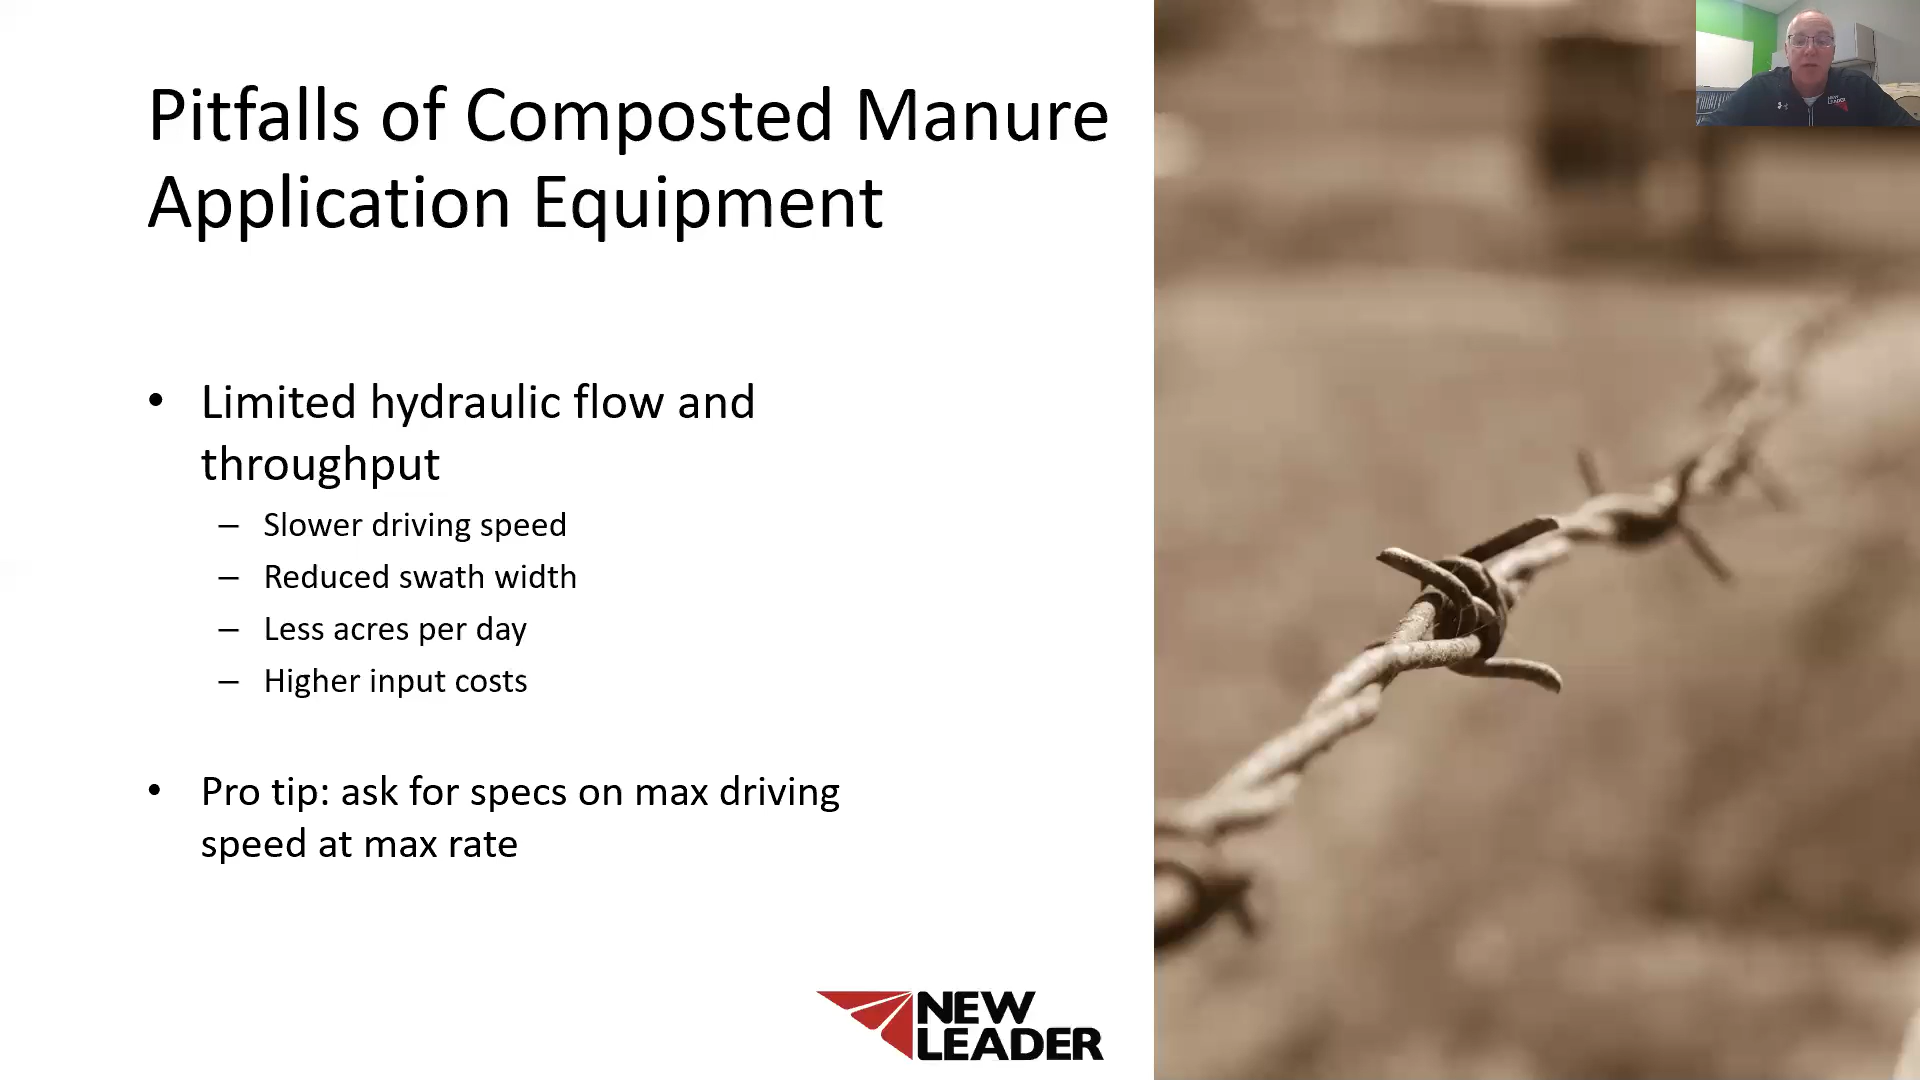 Pitfalls of Composted Manure
Application Equipment
• Limited hydraulic flow and
throughput
– Slower driving speed
– Reduced swath width
– Less acres per day
– Higher input costs
• Pro tip: ask for specs on max driving
speed at max rate
NEW
LEADER
NEW
LEADER